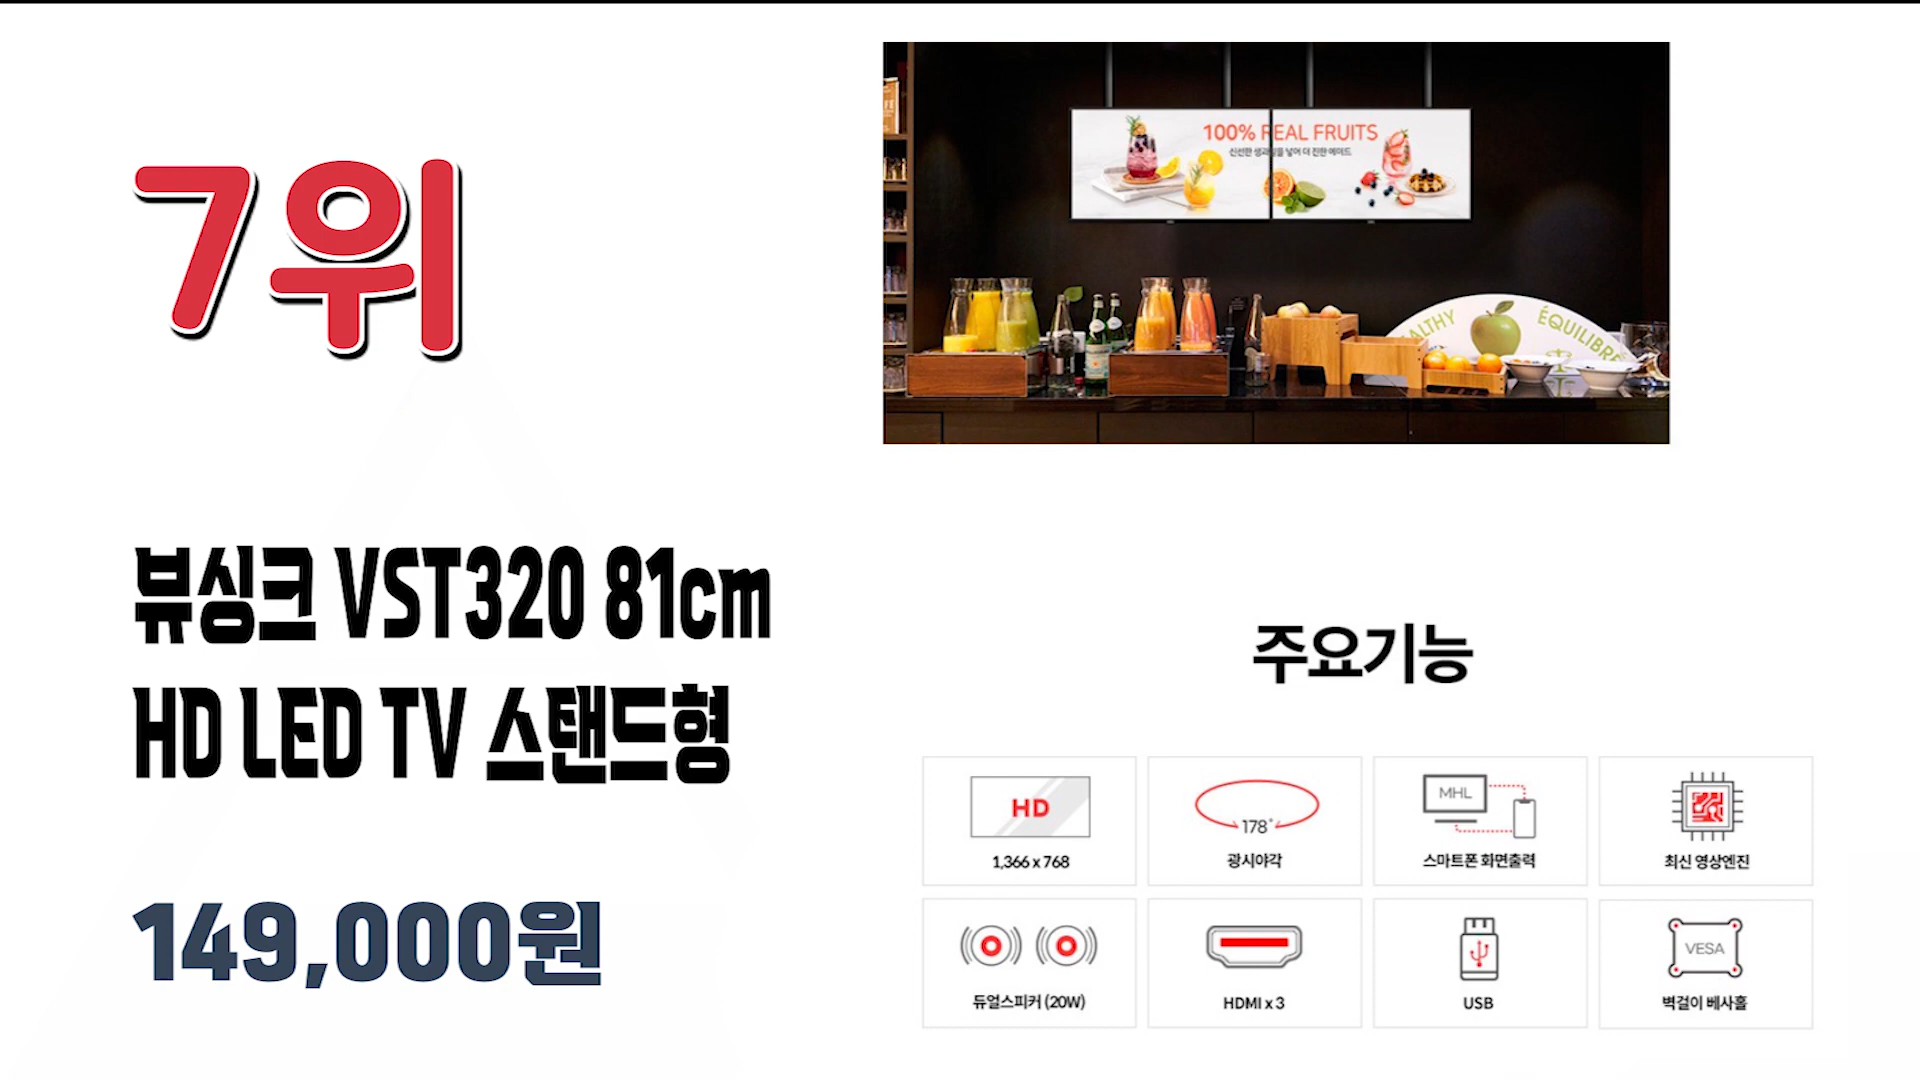 7위
100% REAL FRUITS
HEALTHY
ÉQUILIBRE
뷰싱크 VST320 81cm
HD LED TV 스탠드형
149,000원
주요기능
HD
1,366 x 768
178°
광시야각
MHL
스마트폰 화면출력
최신 영상엔진
듀얼스피커 (20W)
HDMI x 3
USB
VESA
벽걸이 베사홀